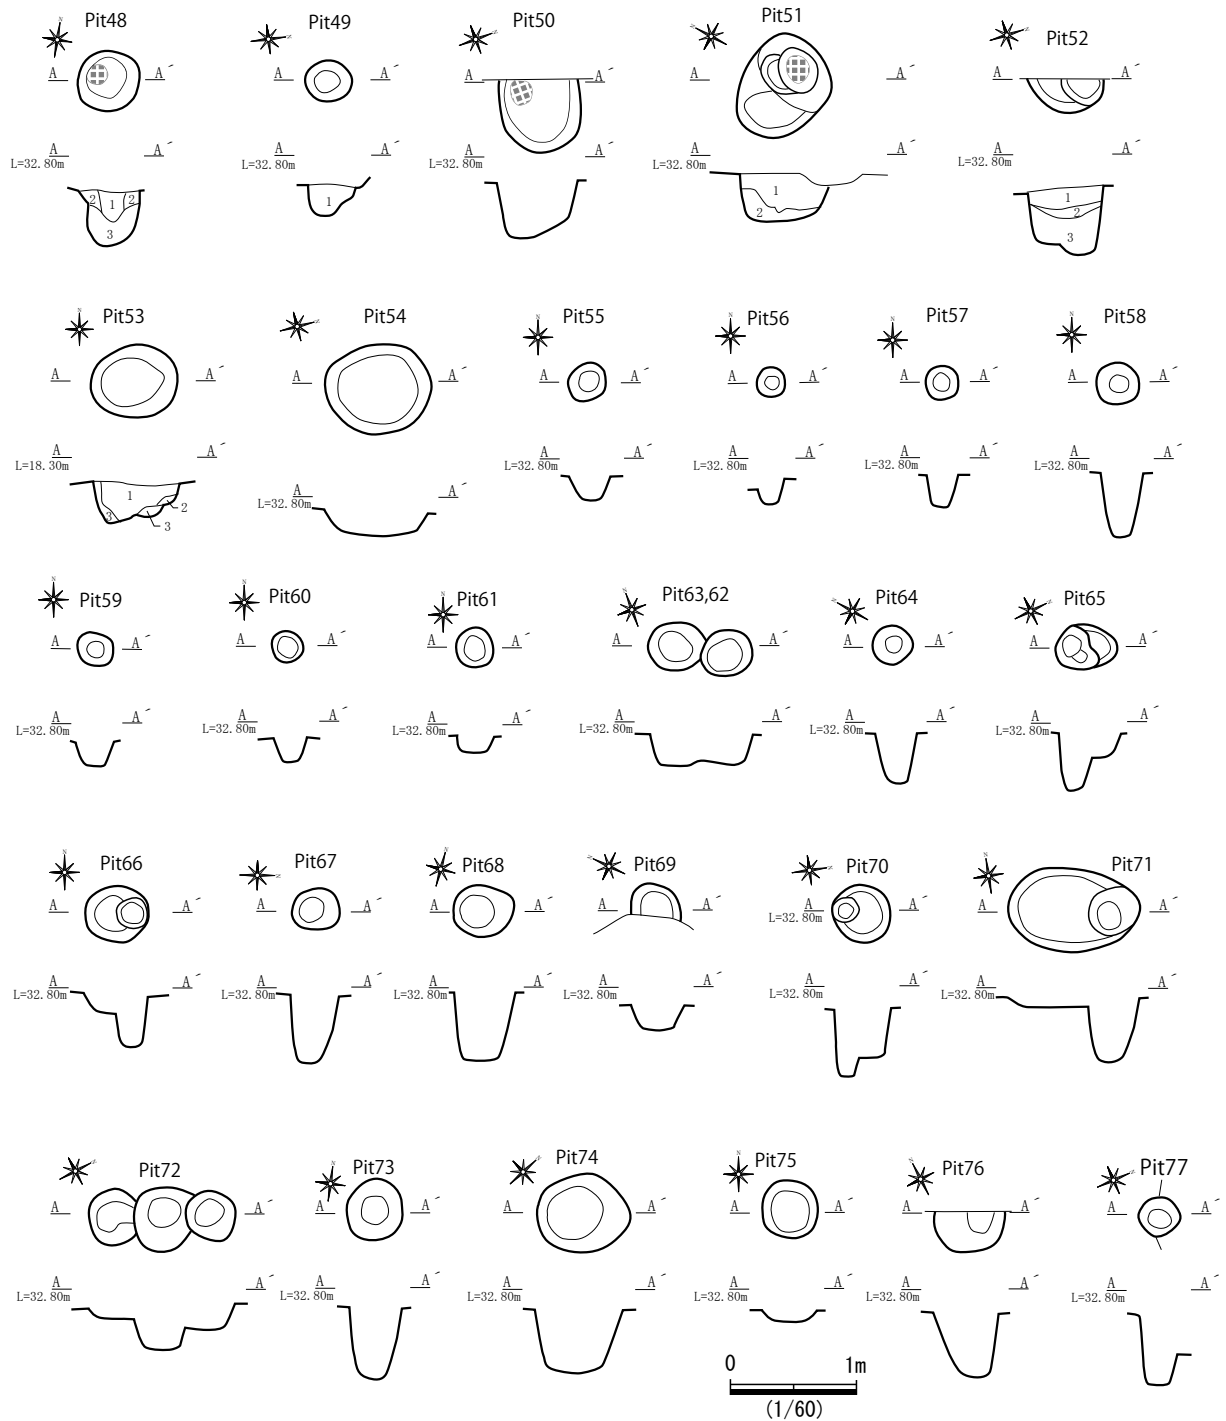 Pit48 Pit49 Pit50 Pit51 Pit52
A A´ A A´ A A´ A A´ A A´
A A´ A A´ A A´ A A´ A A´
L=32.80m L=32.80m L=32.80m L=32.80m L=32.80m
2 1 2 3 1 1 2 1 2 3
Pit53 Pit54 Pit55 Pit56 Pit57 Pit58
A A´ A A´ A A´ A A´ A A´ A A´
A A´ A A´ A A´ A A´ A A´ A A´
L=18.30m L=32.80m L=32.80m L=32.80m L=32.80m L=32.80m
1 2 3 3
Pit59 Pit60 Pit61 Pit63,62 Pit64 Pit65
A A´ A A´ A A´ A A´ A A´ A A´
A A´ A A´ A A´ A A´ A A´ A A´
L=32.80m L=32.80m L=32.80m L=32.80m L=32.80m L=32.80m
Pit66 Pit67 Pit68 Pit69 Pit70 Pit71
A A´ A A´ A A´ A A´ A A´ A A´
L=32.80m
A A´ A A´ A A´ A A´ A A´ A A´
L=32.80m L=32.80m L=32.80m L=32.80m L=32.80m L=32.80m
Pit72 Pit73 Pit74 Pit75 Pit76 Pit77
A A´ A A´ A A´ A A´ A A´ A A´
A A´ A A´ A A´ A A´ A A´ A A´
L=32.80m L=32.80m L=32.80m L=32.80m L=32.80m L=32.80m
0 1m
(1/60)